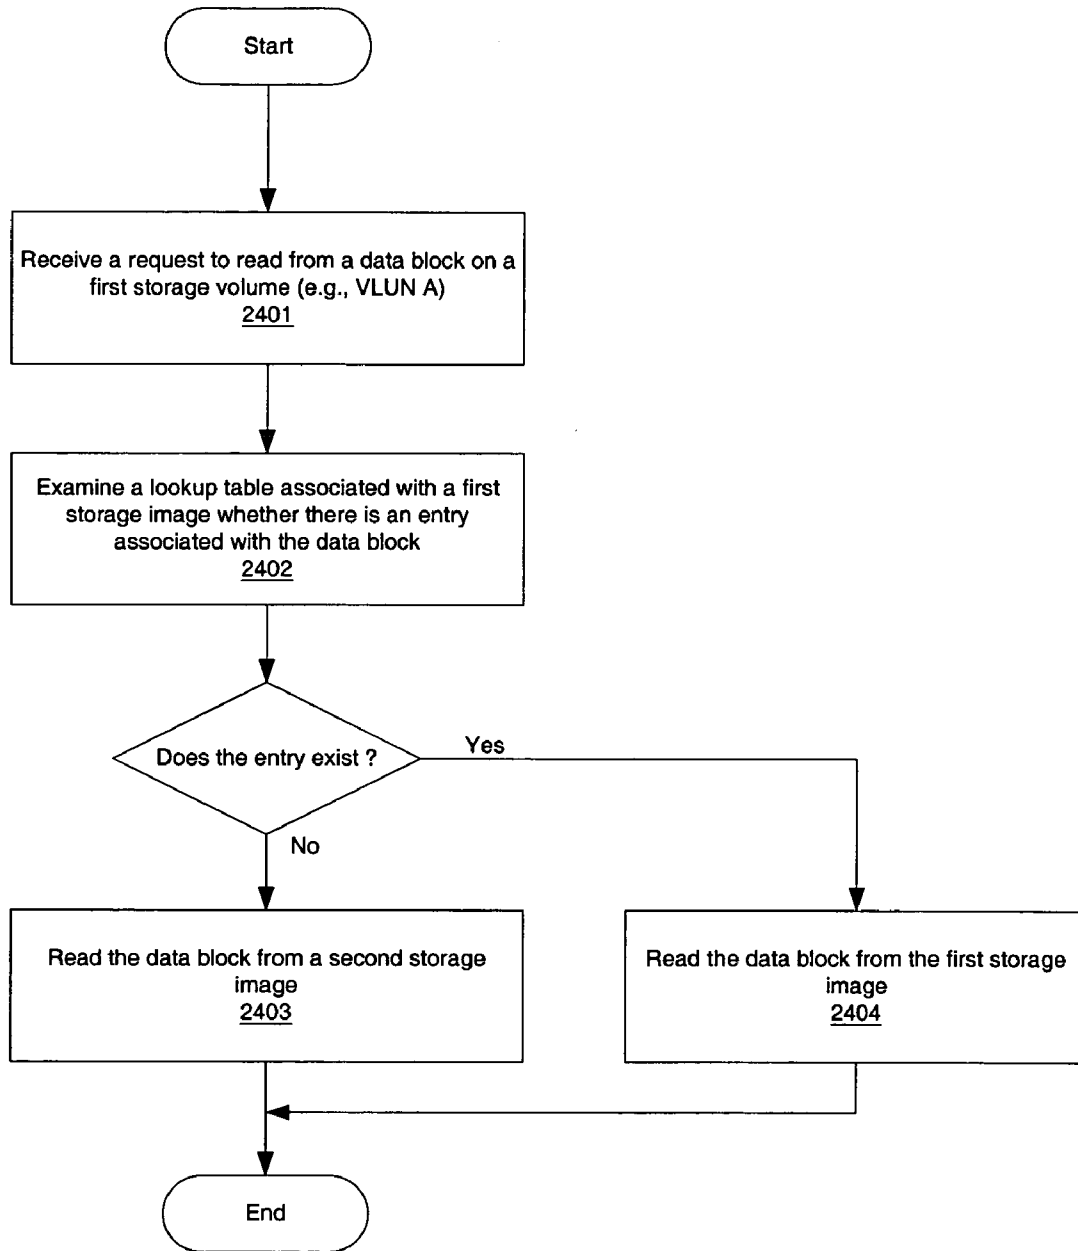 Start
Receive a request to read from a data block on a
first storage volume (e.g., VLUN A)
2401
Examine a lookup table associated with a first
storage image whether there is an entry
associated with the data block
2402
Does the entry exist ?
Yes
No
Read the data block from a second storage
image
2403
Read the data block from the first storage
image
2404
End